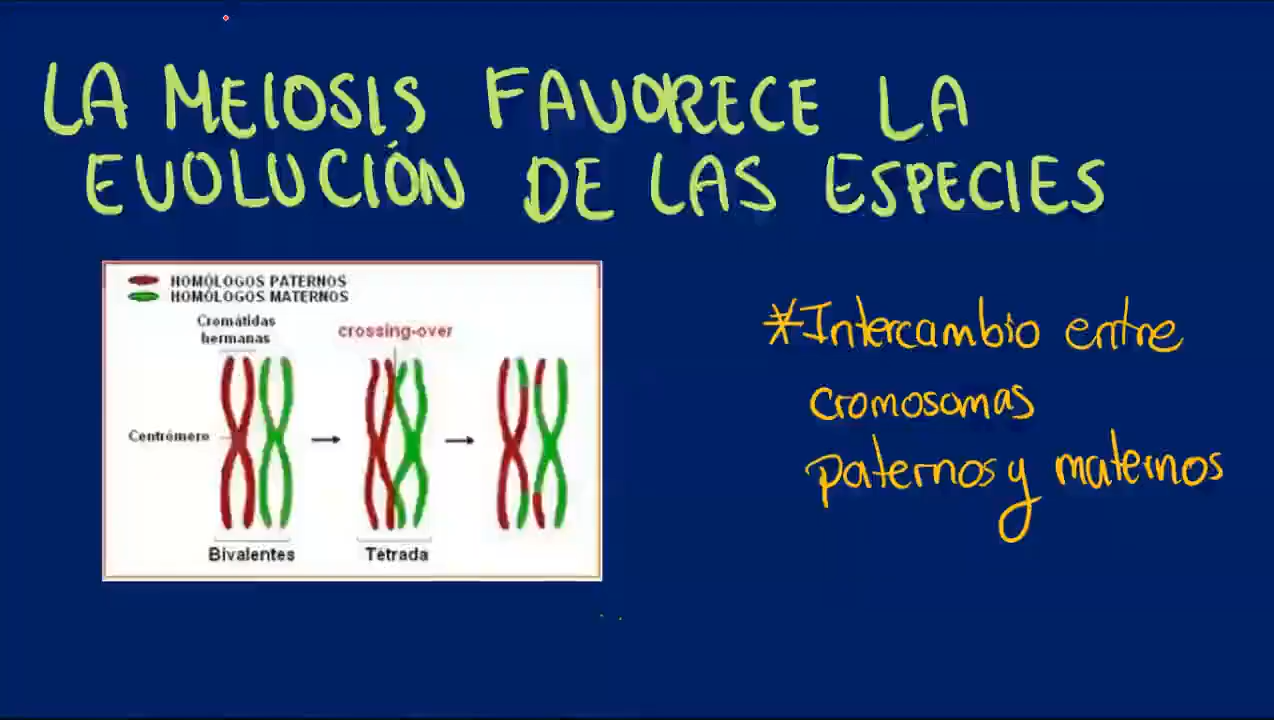 LA MEIOSIS FAVORECE LA
EVOLUCIÓN DE LAS ESPECIES
HOMÓLOGOS PATERNOS
HOMÓLOGOS MATERNOS
Cromátidas
hermanas
crossing-over
Centrómero
Bivalentes
Tétrada
*Intercambio entre
cromosomas
paternos y maternos